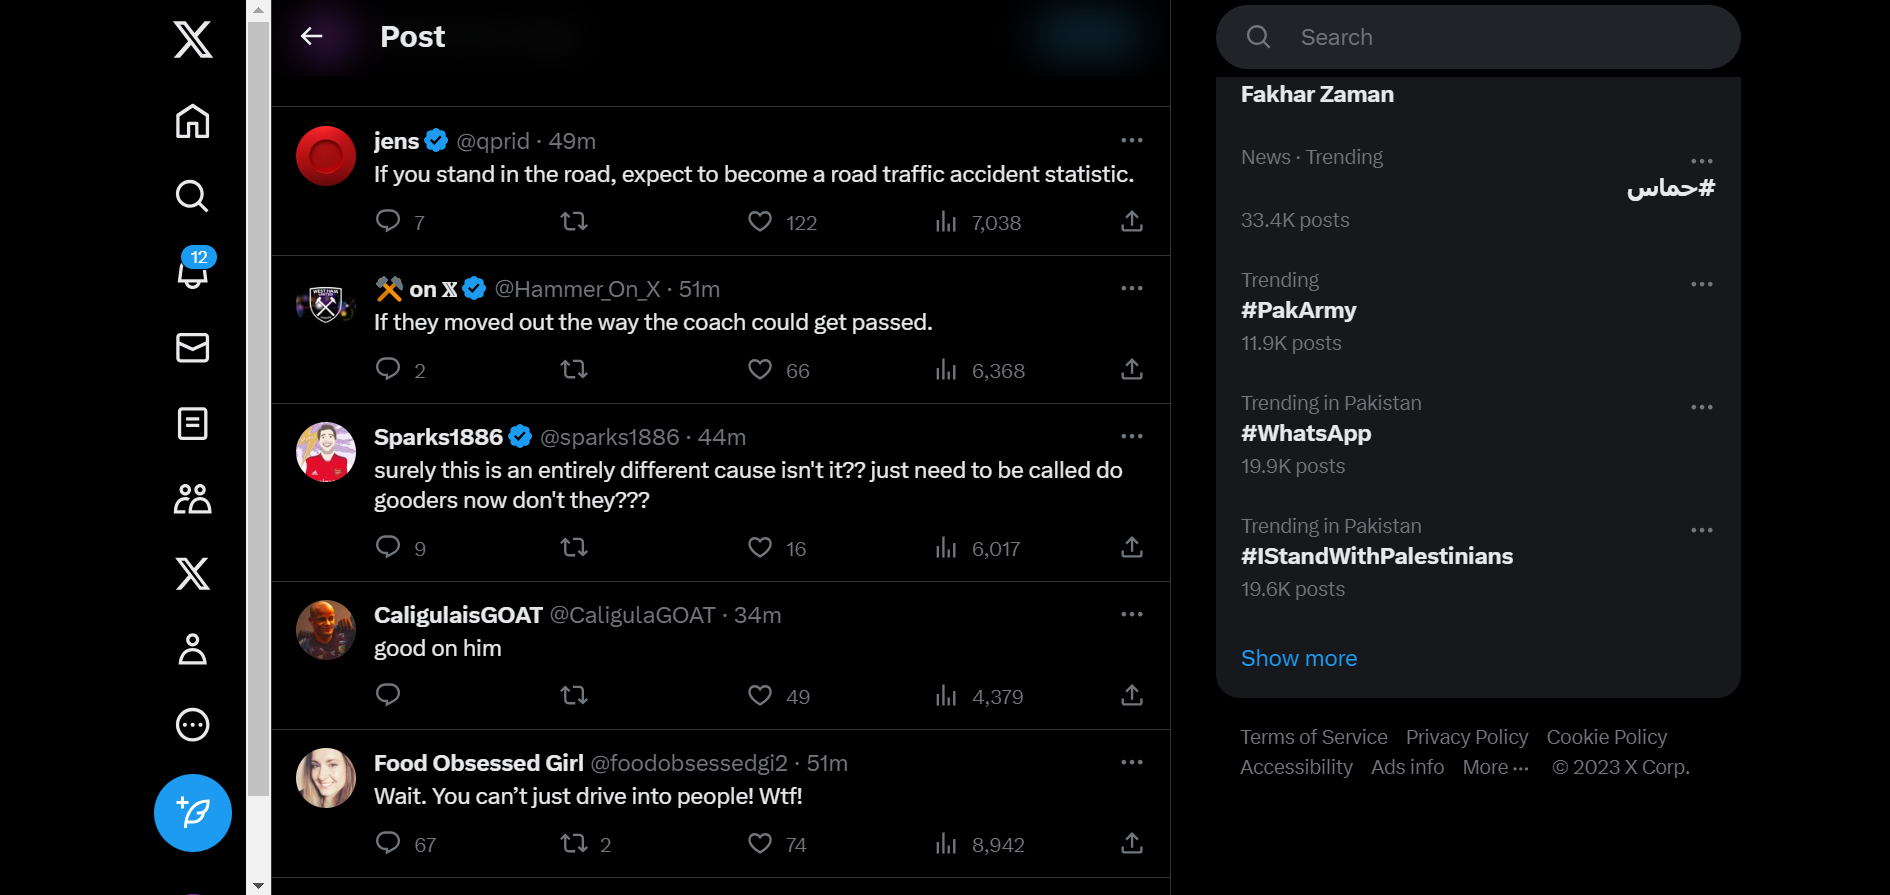 Post
jens @qprid · 49m
If you stand in the road, expect to become a road traffic accident statistic.
7 122 7,038
⚒ on 𝕏 @Hammer_On_X · 51m
If they moved out the way the coach could get passed.
2 66 6,368
Sparks1886 @sparks1886 · 44m
surely this is an entirely different cause isn't it?? just need to be called do
gooders now don't they???
9 16 6,017
CaligulaisGOAT @CaligulaGOAT · 34m
good on him
49 4,379
Food Obsessed Girl @foodobsessedgi2 · 51m
Wait. You can’t just drive into people! Wtf!
67 2 74 8,942
12
Search
Fakhar Zaman
News · Trending
#حماس
33.4K posts
Trending
#PakArmy
11.9K posts
Trending in Pakistan
#WhatsApp
19.9K posts
Trending in Pakistan
#IStandWithPalestinians
19.6K posts
Show more
Terms of Service Privacy Policy Cookie Policy
Accessibility Ads info More ··· © 2023 X Corp.